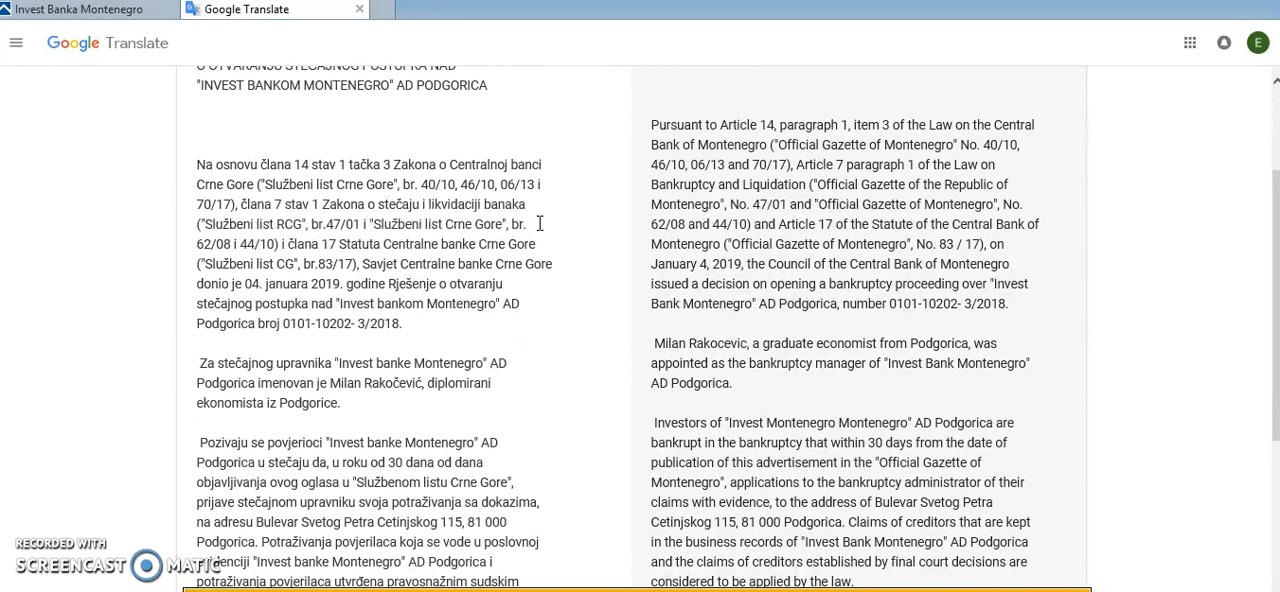 Invest Banka Montenegro
Google Translate
Google Translate
E
O OTVARANJU STEČAJNOG POSTUPKA NAD
"INVEST BANKOM MONTENEGRO" AD PODGORICA
Na osnovu člana 14 stav 1 tačka 3 Zakona o Centralnoj banci
Crne Gore ("Službeni list Crne Gore", br. 40/10, 46/10, 06/13 i
70/17), člana 7 stav 1 Zakona o stečaju i likvidaciji banaka
("Službeni list RCG", br.47/01 i "Službeni list Crne Gore", br.
62/08 i 44/10) i člana 17 Statuta Centralne banke Crne Gore
("Službeni list CG", br.83/17), Savjet Centralne banke Crne Gore
donio je 04. januara 2019. godine Rješenje o otvaranju
stečajnog postupka nad "Invest bankom Montenegro" AD
Podgorica broj 0101-10202- 3/2018.
Za stečajnog upravnika "Invest banke Montenegro" AD
Podgorica imenovan je Milan Rakočević, diplomirani
ekonomista iz Podgorice.
Pozivaju se povjerioci "Invest banke Montenegro" AD
Podgorica u stečaju da, u roku od 30 dana od dana
objavljivanja ovog oglasa u "Službenom listu Crne Gore",
prijave stečajnom upravniku svoja potraživanja sa dokazima,
na adresu Bulevar Svetog Petra Cetinjskog 115, 81 000
Podgorica. Potraživanja povjerilaca koja se vode u poslovnoj
evidenciji "Invest banke Montenegro" AD Podgorica i
potraživanja povjerilaca utvrđena pravosnažnim sudskim
Pursuant to Article 14, paragraph 1, item 3 of the Law on the Central
Bank of Montenegro ("Official Gazette of Montenegro" No. 40/10,
46/10, 06/13 and 70/17), Article 7 paragraph 1 of the Law on
Bankruptcy and Liquidation ("Official Gazette of the Republic of
Montenegro", No. 47/01 and "Official Gazette of Montenegro", No.
62/08 and 44/10) and Article 17 of the Statute of the Central Bank of
Montenegro ("Official Gazette of Montenegro", No. 83 / 17), on
January 4, 2019, the Council of the Central Bank of Montenegro
issued a decision on opening a bankruptcy proceeding over "Invest
Bank Montenegro" AD Podgorica, number 0101-10202- 3/2018.
Milan Rakocevic, a graduate economist from Podgorica, was
appointed as the bankruptcy manager of "Invest Bank Montenegro"
AD Podgorica.
Investors of "Invest Montenegro Montenegro" AD Podgorica are
bankrupt in the bankruptcy that within 30 days from the date of
publication of this advertisement in the "Official Gazette of
Montenegro", applications to the bankruptcy administrator of their
claims with evidence, to the address of Bulevar Svetog Petra
Cetinjskog 115, 81 000 Podgorica. Claims of creditors that are kept
in the business records of "Invest Bank Montenegro" AD Podgorica
and the claims of creditors established by final court decisions are
considered to be applied by the law.
RECORDED WITH
SCREENCAST MATIC